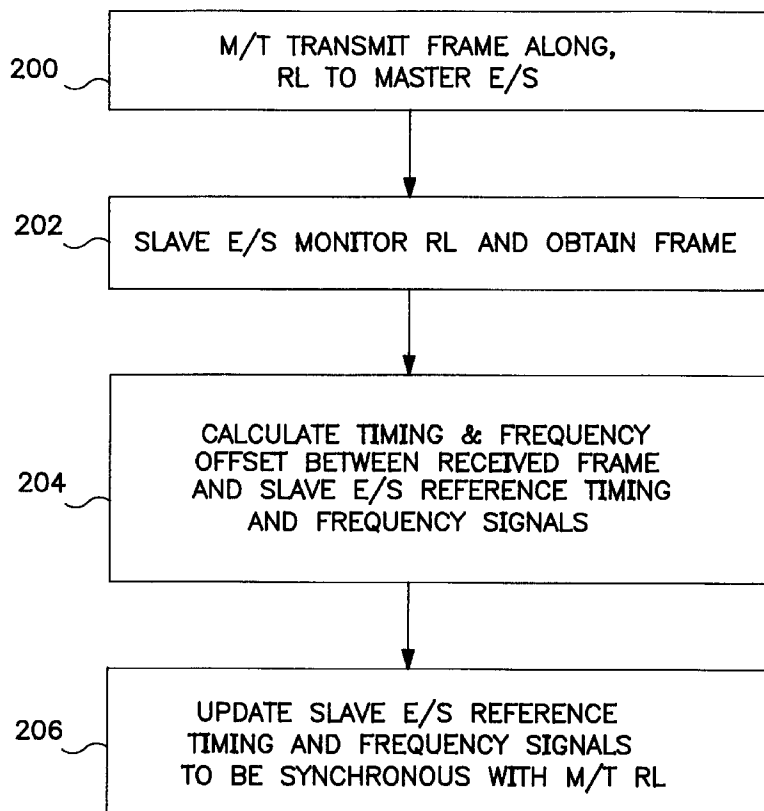 200
M/T TRANSMIT FRAME ALONG,
RL TO MASTER E/S
202
SLAVE E/S MONITOR RL AND OBTAIN FRAME
204
CALCULATE TIMING & FREQUENCY
OFFSET BETWEEN RECEIVED FRAME
AND SLAVE E/S REFERENCE TIMING
AND FREQUENCY SIGNALS
206
UPDATE SLAVE E/S REFERENCE
TIMING AND FREQUENCY SIGNALS
TO BE SYNCHRONOUS WITH M/T RL